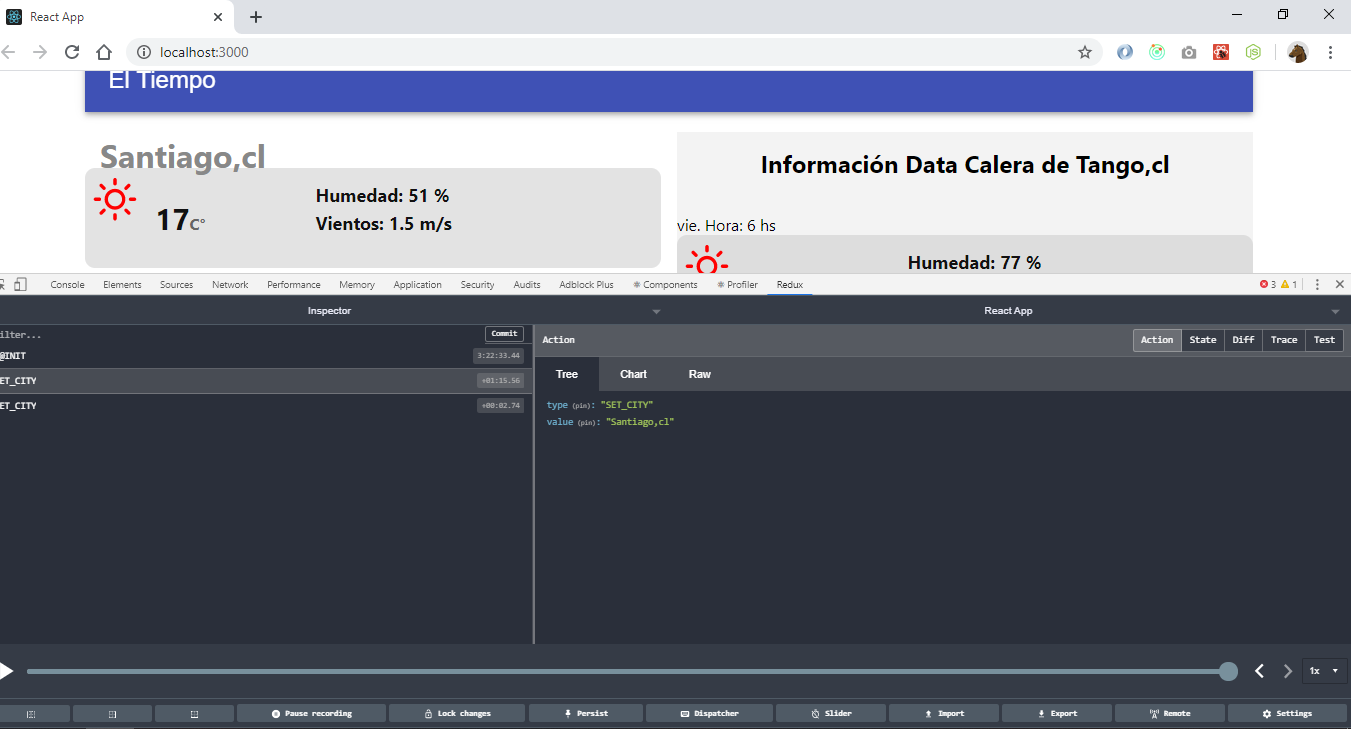 React App
localhost:3000
El Tiempo
Santiago,cl
17C°
Humedad: 51 %
Vientos: 1.5 m/s
Información Data Calera de Tango,cl
vie. Hora: 6 hs
Humedad: 77 %
Console Elements Sources Network Performance Memory Application Security Audits Adblock Plus Components Profiler Redux 3 1
Inspector React App
ilter... Commit
@INIT 3:22:33.44
ET_CITY +01:15.56
ET_CITY +00:02.74
Action Action State Diff Trace Test
Tree Chart Raw
type (pin): "SET_CITY"
value (pin): "Santiago,cl"
1x
Pause recording Lock changes Persist Dispatcher Slider Import Export Remote Settings